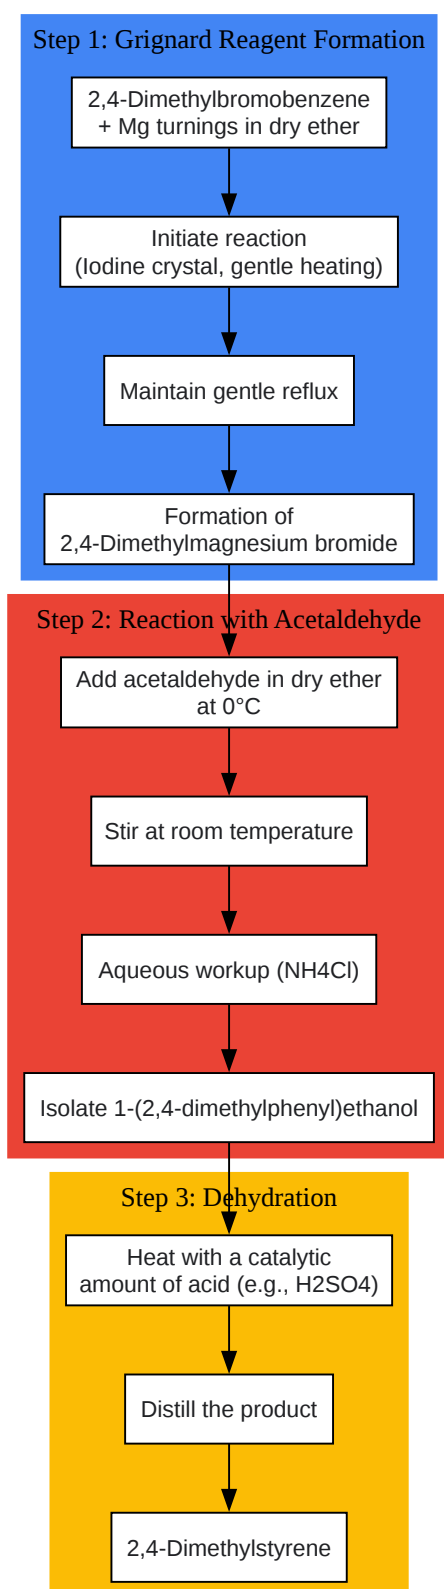 Step 1: Grignard Reagent Formation
2,4-Dimethylbromobenzene
+ Mg turnings in dry ether
Initiate reaction
(Iodine crystal, gentle heating)
Maintain gentle reflux
Formation of
2,4-Dimethylmagnesium bromide
Step 2: Reaction with Acetaldehyde
Add acetaldehyde in dry ether
at 0°C
Stir at room temperature
Aqueous workup (NH4Cl)
Isolate 1-(2,4-dimethylphenyl)ethanol
Step 3: Dehydration
Heat with a catalytic
amount of acid (e.g., H2SO4)
Distill the product
2,4-Dimethylstyrene